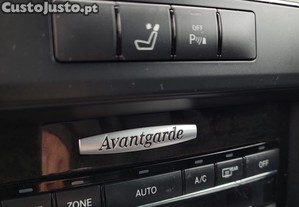 CustoJusto.pt
OFF
P
Avantgarde
ZONE
AUTO
A/C
OFF